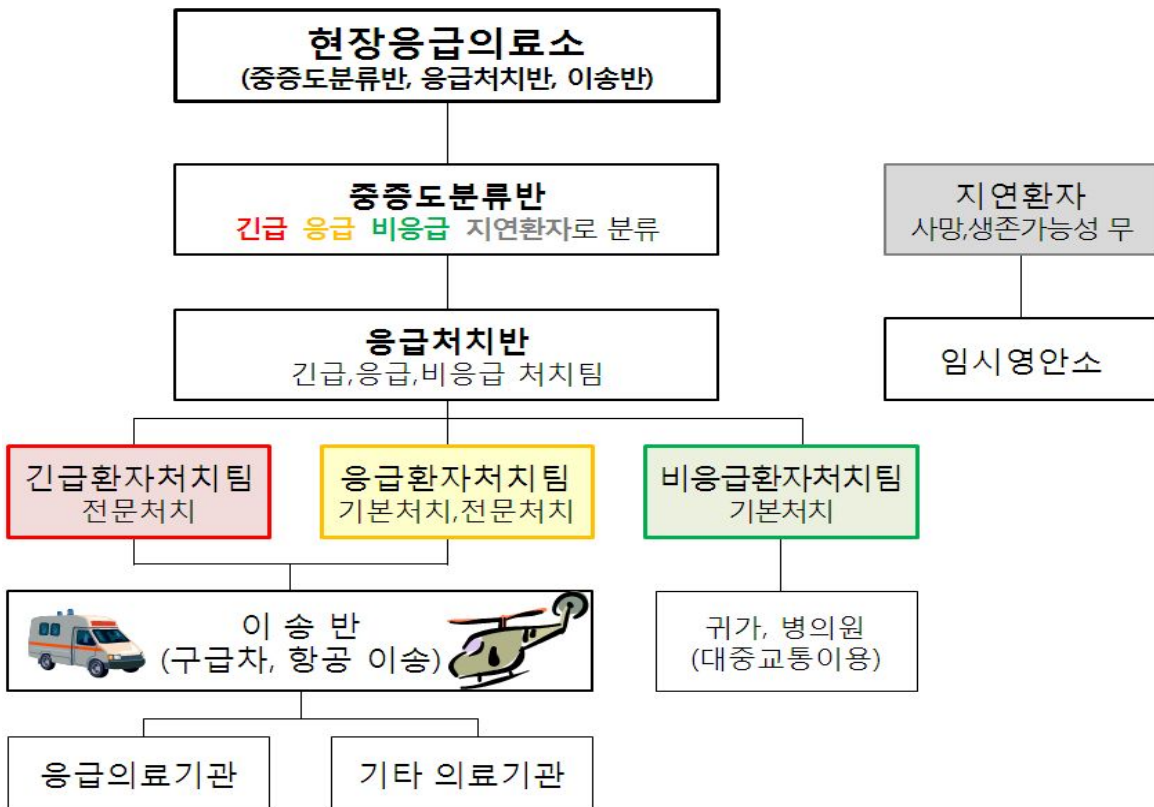 현장응급의료소
(중증도분류반, 응급처치반, 이송반)
중증도분류반
긴급 응급 비응급 지연환자로 분류
지연환자
사망,생존가능성 무
응급처치반
긴급,응급,비응급 처치팀
임시영안소
긴급환자처치팀
전문처치
응급환자처치팀
기본처치,전문처치
비응급환자처치팀
기본처치
이 송 반
(구급차, 항공 이송)
귀가, 병의원
(대중교통이용)
응급의료기관
기타 의료기관